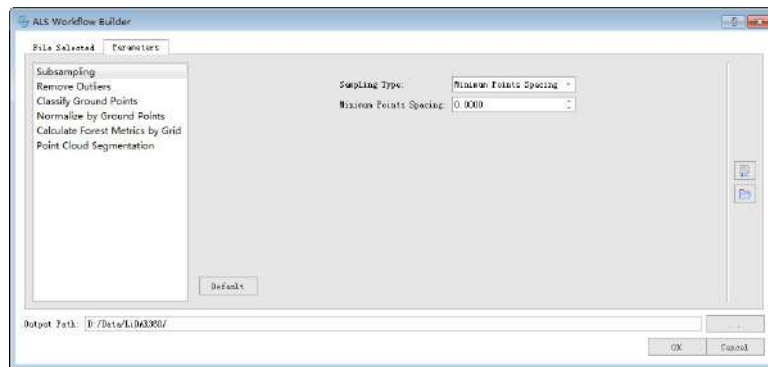 ALS Workflow Builder
File Selected Parameters
Subsampling
Remove Outliers
Classify Ground Points
Normalize by Ground Points
Calculate Forest Metrics by Grid
Point Cloud Segmentation
Sampling Type: Minimum Points Spacing
Minimum Points Spacing: 0.0000
Default
Output Path: D:/Data/LiDAR360/
...
OK Cancel